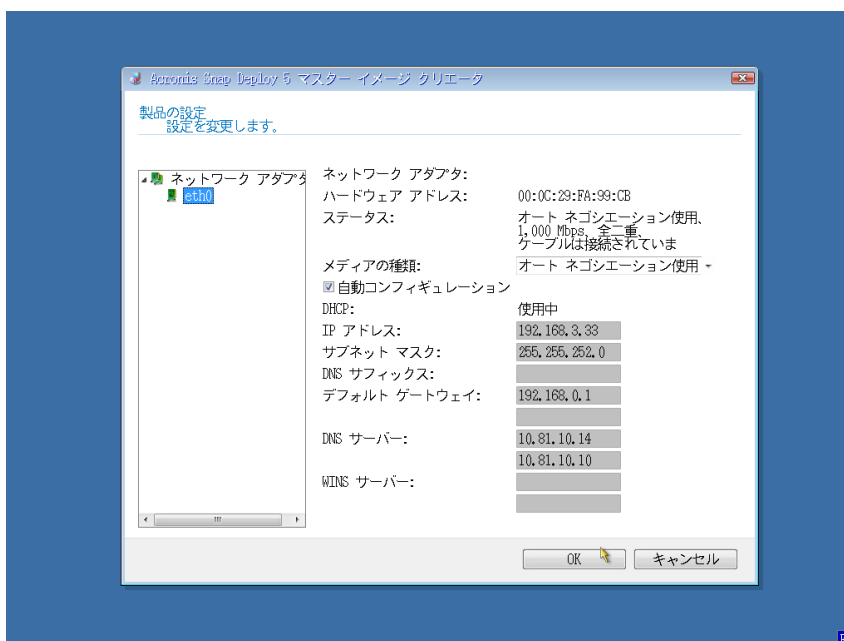 Acronis Snap Deploy 5 マスター イメージ クリエータ
製品の設定
設定を変更します。
ネットワーク アダプタ
eth0
ネットワーク アダプタ:
ハードウェア アドレス: 00:0C:29:FA:99:CB
ステータス: オート ネゴシエーション使用、
1,000 Mbps、全二重、
ケーブルは接続されていま
メディアの種類: オート ネゴシエーション使用
自動コンフィギュレーション
DHCP: 使用中
IP アドレス: 192.168.3.33
サブネット マスク: 255.255.252.0
DNS サフィックス:
デフォルト ゲートウェイ: 192.168.0.1
DNS サーバー: 10.81.10.14
10.81.10.10
WINS サーバー:
OK キャンセル